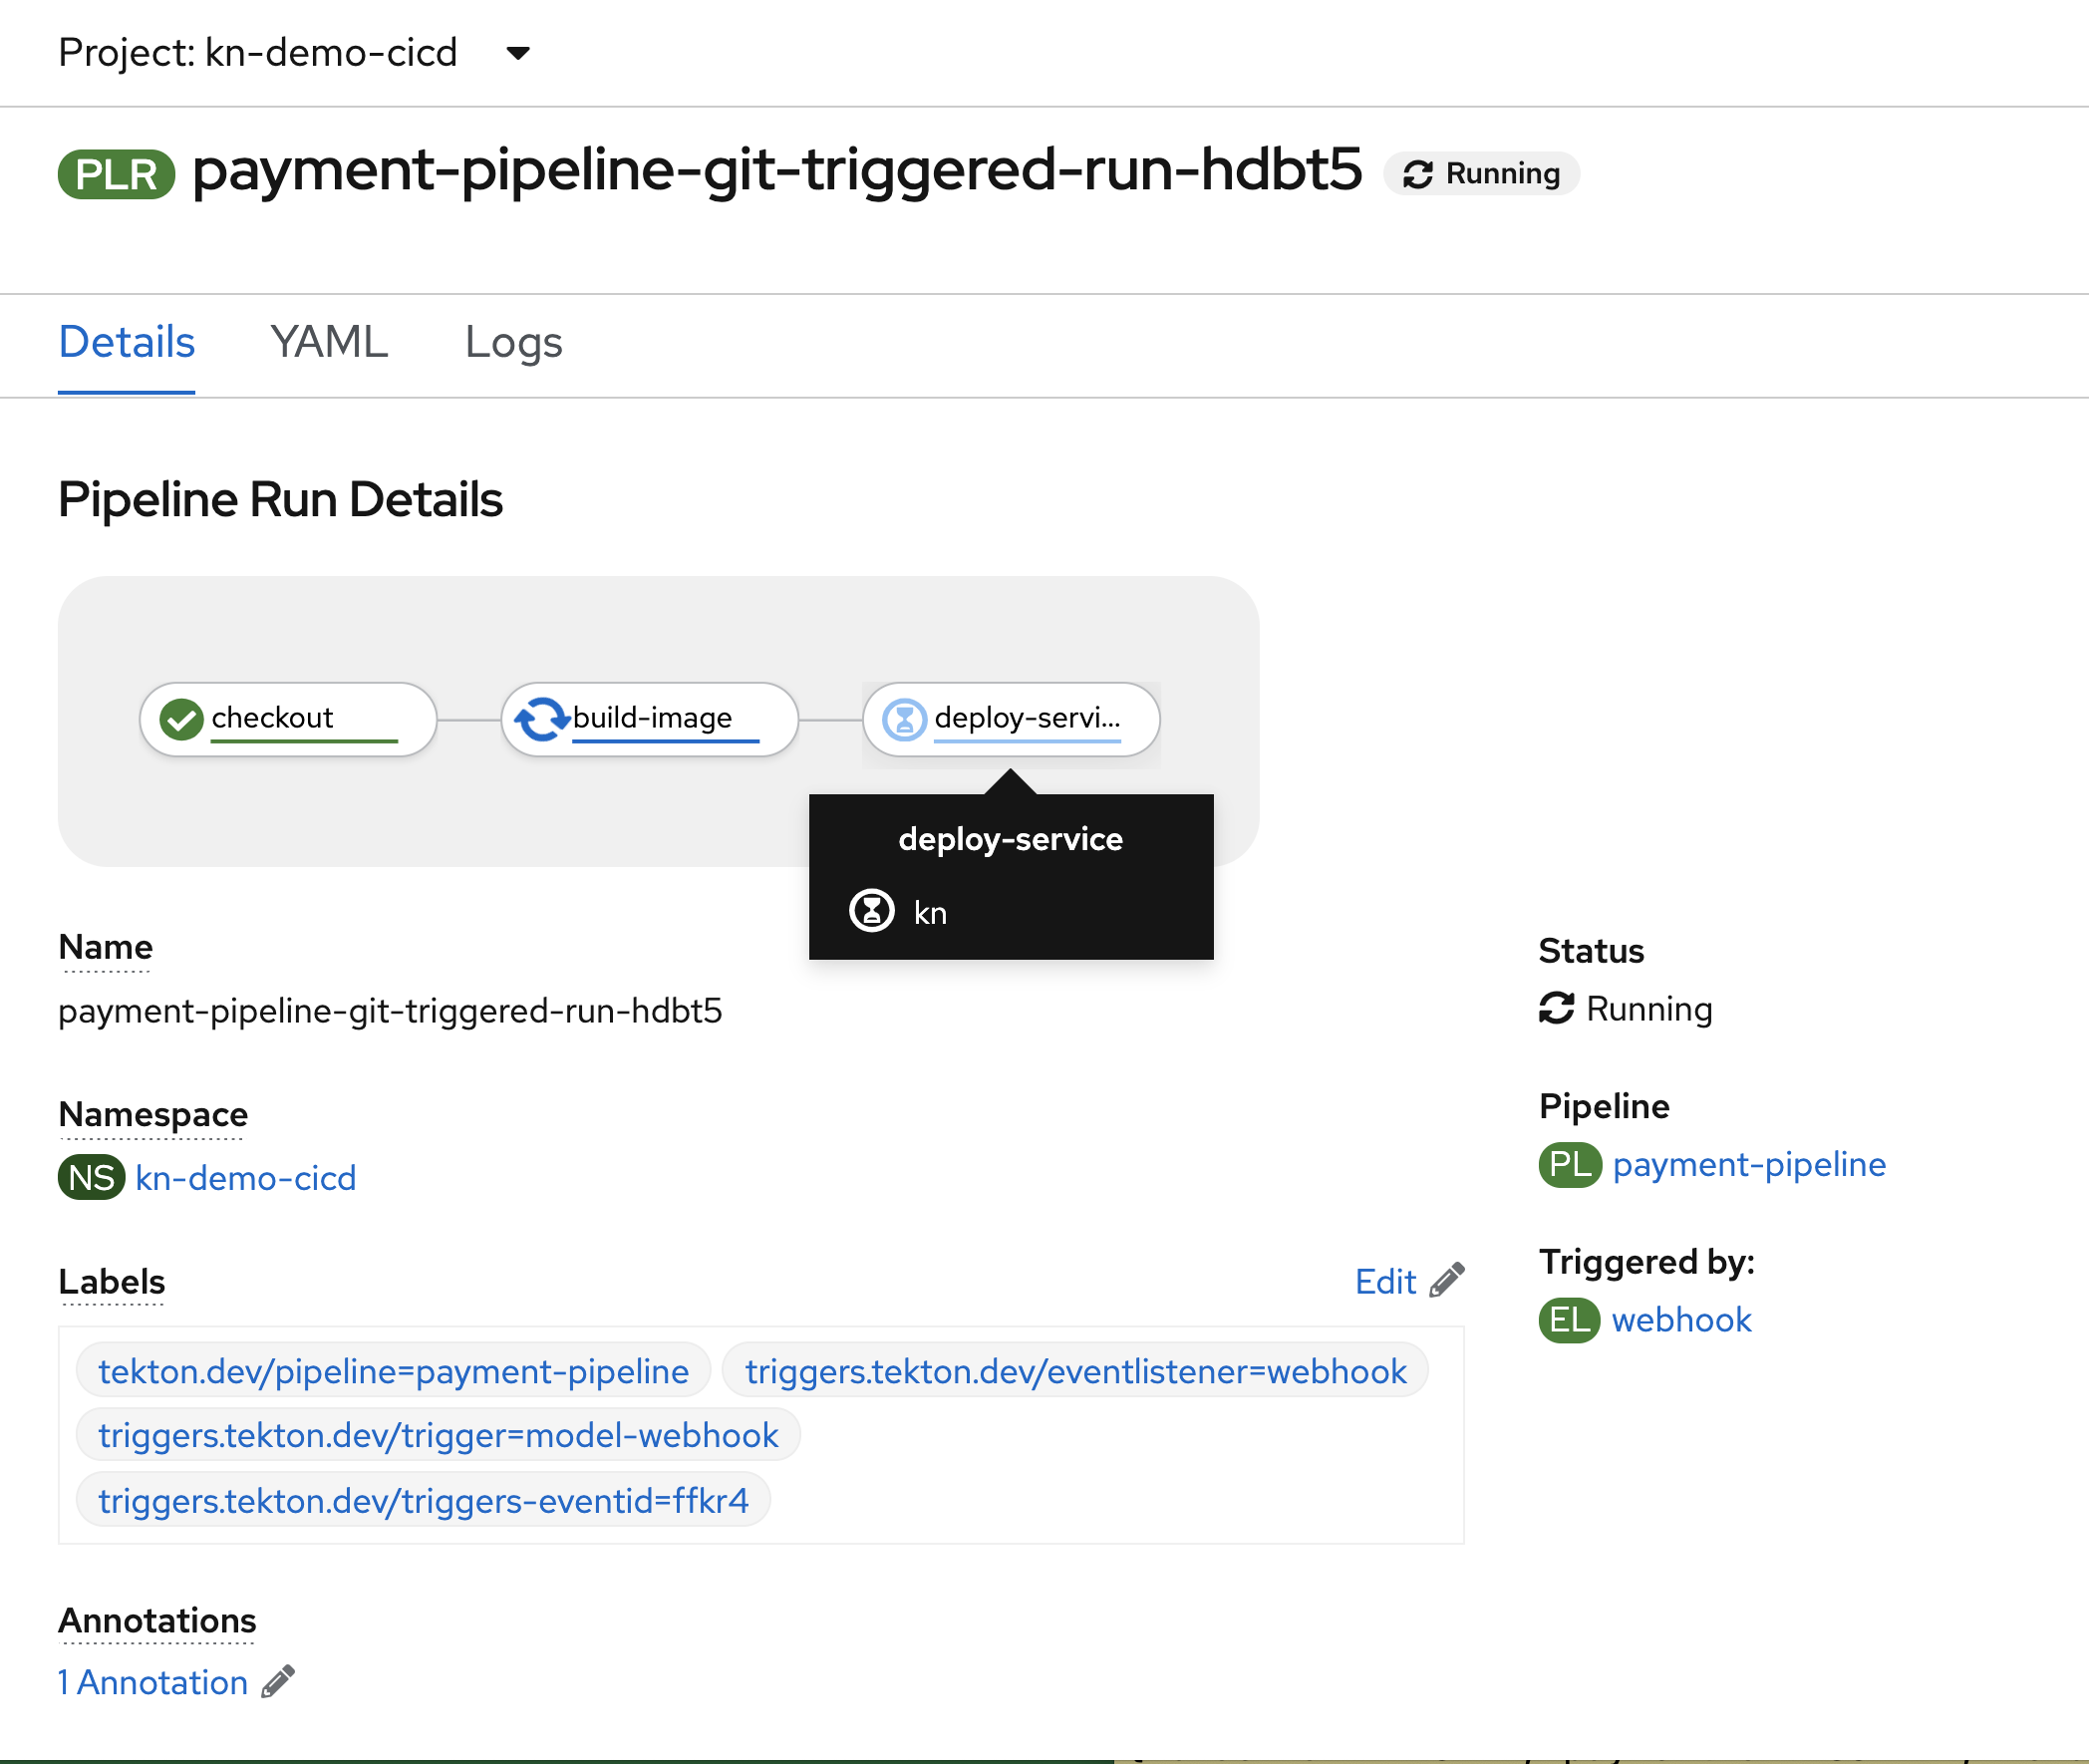 Project: kn-demo-cicd
PLR payment-pipeline-git-triggered-run-hdbt5 Running
Details YAML Logs
Pipeline Run Details
checkout build-image deploy-servi...
deploy-service
kn
Name
payment-pipeline-git-triggered-run-hdbt5
Namespace
NS kn-demo-cicd
Labels Edit
tekton.dev/pipeline=payment-pipeline triggers.tekton.dev/eventlistener=webhook
triggers.tekton.dev/trigger=model-webhook
triggers.tekton.dev/triggers-eventid=ffkr4
Annotations
1 Annotation
Status
Running
Pipeline
PL payment-pipeline
Triggered by:
EL webhook